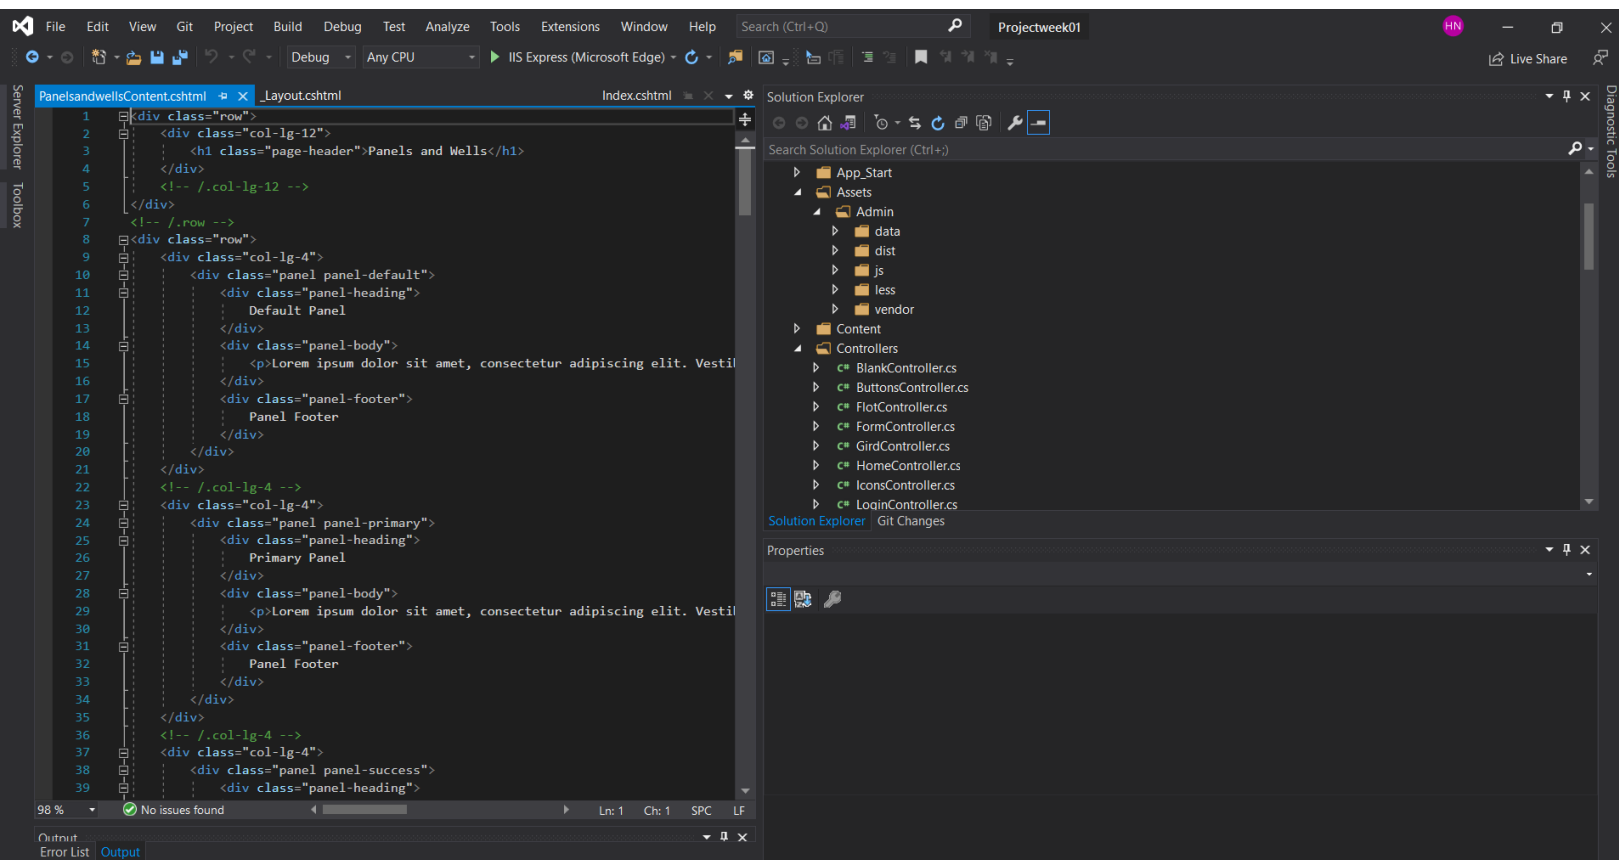 File Edit View Git Project Build Debug Test Analyze Tools Extensions Window Help Search (Ctrl+Q) Projectweek01 HN
Debug Any CPU IIS Express (Microsoft Edge) Live Share
Server Explorer
Toolbox
PanelsandwellsContent.cshtml _Layout.cshtml Index.cshtml
1 <div class="row">
2 <div class="col-lg-12">
3 <h1 class="page-header">Panels and Wells</h1>
4 </div>
5 <!-- /.col-lg-12 -->
6 </div>
7 <!-- /.row -->
8 <div class="row">
9 <div class="col-lg-4">
10 <div class="panel panel-default">
11 <div class="panel-heading">
12 Default Panel
13 </div>
14 <div class="panel-body">
15 <p>Lorem ipsum dolor sit amet, consectetur adipiscing elit. Vesti
16 </div>
17 <div class="panel-footer">
18 Panel Footer
19 </div>
20 </div>
21 </div>
22 <!-- /.col-lg-4 -->
23 <div class="col-lg-4">
24 <div class="panel panel-primary">
25 <div class="panel-heading">
26 Primary Panel
27 </div>
28 <div class="panel-body">
29 <p>Lorem ipsum dolor sit amet, consectetur adipiscing elit. Vesti
30 </div>
31 <div class="panel-footer">
32 Panel Footer
33 </div>
34 </div>
35 </div>
36 <!-- /.col-lg-4 -->
37 <div class="col-lg-4">
38 <div class="panel panel-success">
39 <div class="panel-heading">
98 % No issues found Ln: 1 Ch: 1 SPC LF
Output
Error List Output
Solution Explorer
Search Solution Explorer (Ctrl+;)
App_Start
Assets
Admin
data
dist
js
less
vendor
Content
Controllers
C# BlankController.cs
C# ButtonsController.cs
C# FlotController.cs
C# FormController.cs
C# GirdController.cs
C# HomeController.cs
C# IconsController.cs
C# LoginController.cs
Solution Explorer Git Changes
Properties
Diagnostic Tools